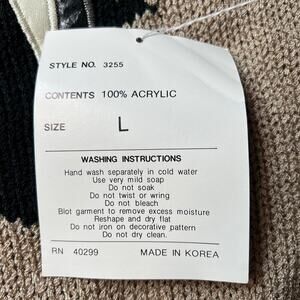 STYLE NO. 3255
CONTENTS 100% ACRYLIC
SIZE L
WASHING INSTRUCTIONS
Hand wash separately in cold water
Use very mild soap
Do not soak
Do not twist or wring
Do not bleach
Blot garment to remove excess moisture
Reshape and dry flat
Do not iron on decorative pattern
Do not dry clean.
RN 40299 MADE IN KOREA